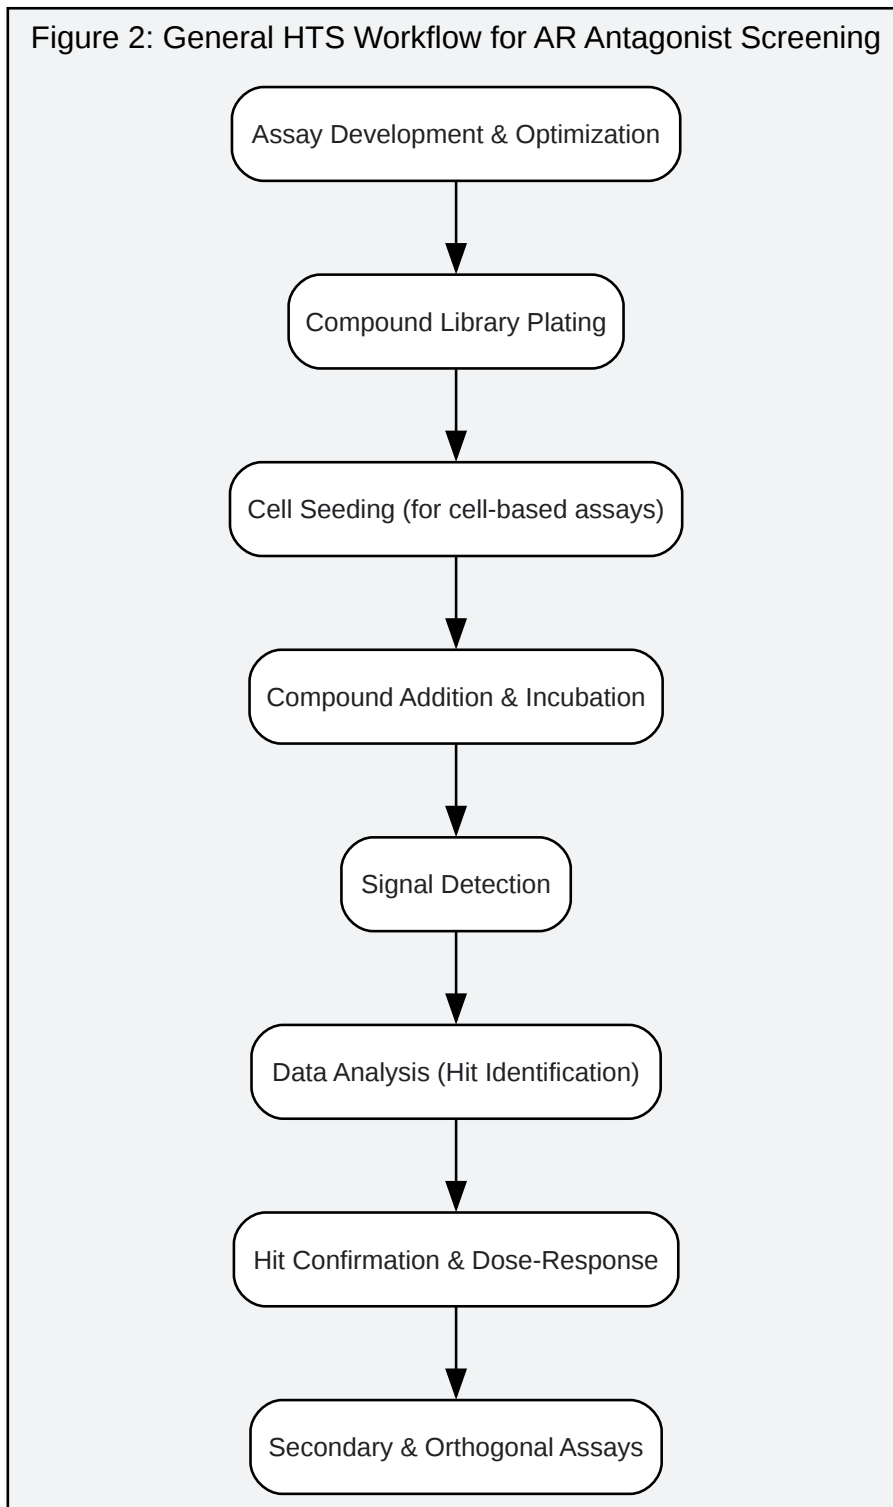 Figure 2: General HTS Workflow for AR Antagonist Screening
Assay Development & Optimization
Compound Library Plating
Cell Seeding (for cell-based assays)
Compound Addition & Incubation
Signal Detection
Data Analysis (Hit Identification)
Hit Confirmation & Dose-Response
Secondary & Orthogonal Assays